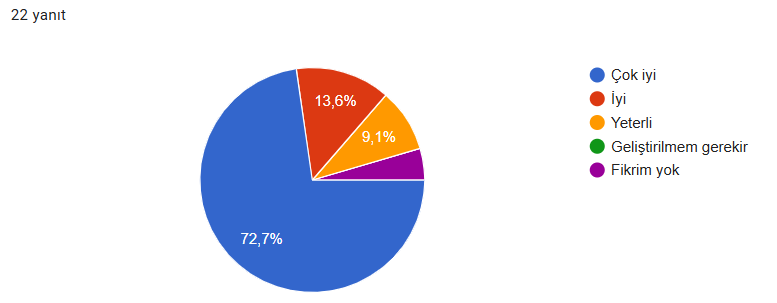 22 yanıt
Çok iyi
İyi
Yeterli
Geliştirilmem gerekir
Fikrim yok
13,6%
9,1%
72,7%